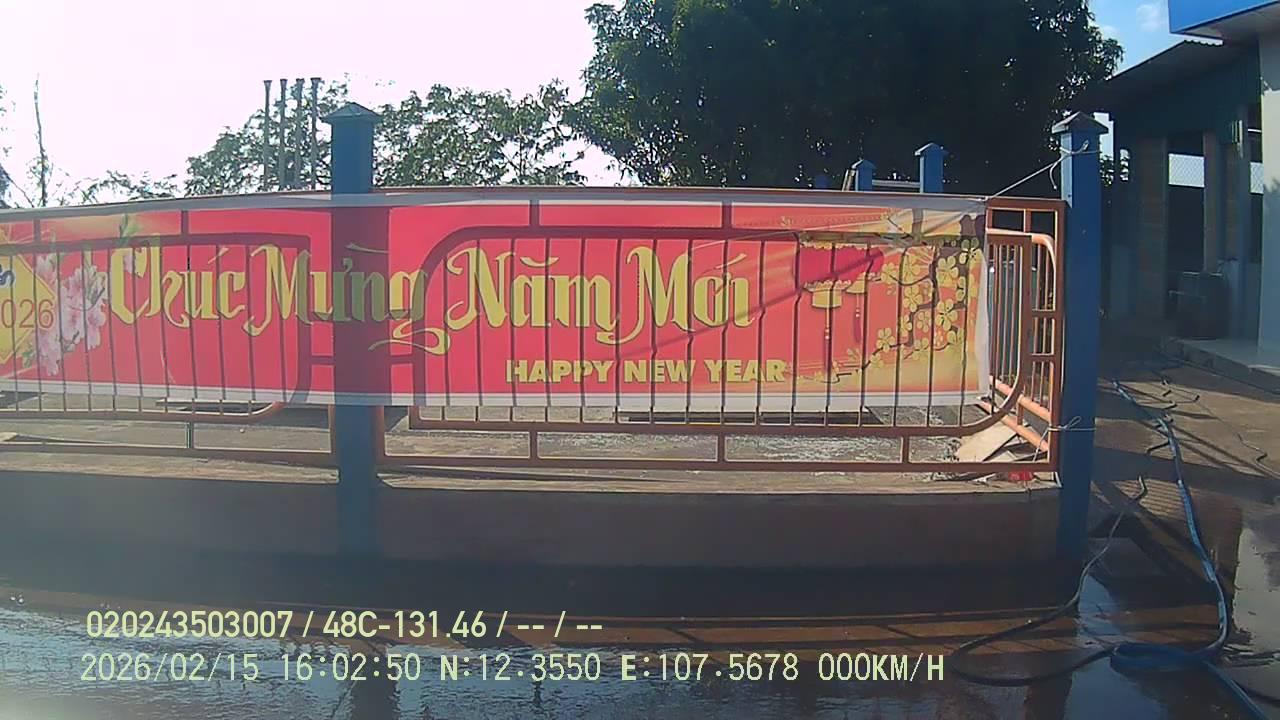 2026
Chúc Mừng Năm Mới
HAPPY NEW YEAR
020243503007 / 48C-131.46 / -- / --
2026/02/15 16:02:50 N:12.3550 E:107.5678 000KM/H